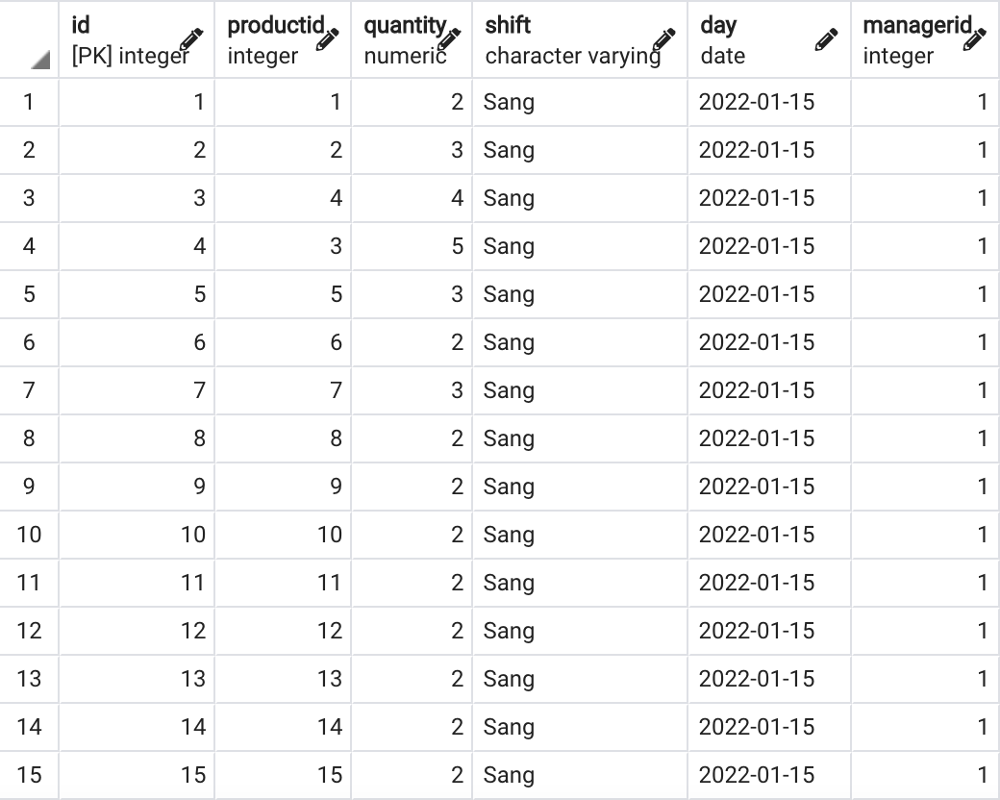 id productid quantity shift day managerid
[PK] integer integer numeric character varying date integer
1 1 1 2 Sang 2022-01-15 1
2 2 2 3 Sang 2022-01-15 1
3 3 4 4 Sang 2022-01-15 1
4 4 3 5 Sang 2022-01-15 1
5 5 5 3 Sang 2022-01-15 1
6 6 6 2 Sang 2022-01-15 1
7 7 7 3 Sang 2022-01-15 1
8 8 8 2 Sang 2022-01-15 1
9 9 9 2 Sang 2022-01-15 1
10 10 10 2 Sang 2022-01-15 1
11 11 11 2 Sang 2022-01-15 1
12 12 12 2 Sang 2022-01-15 1
13 13 13 2 Sang 2022-01-15 1
14 14 14 2 Sang 2022-01-15 1
15 15 15 2 Sang 2022-01-15 1